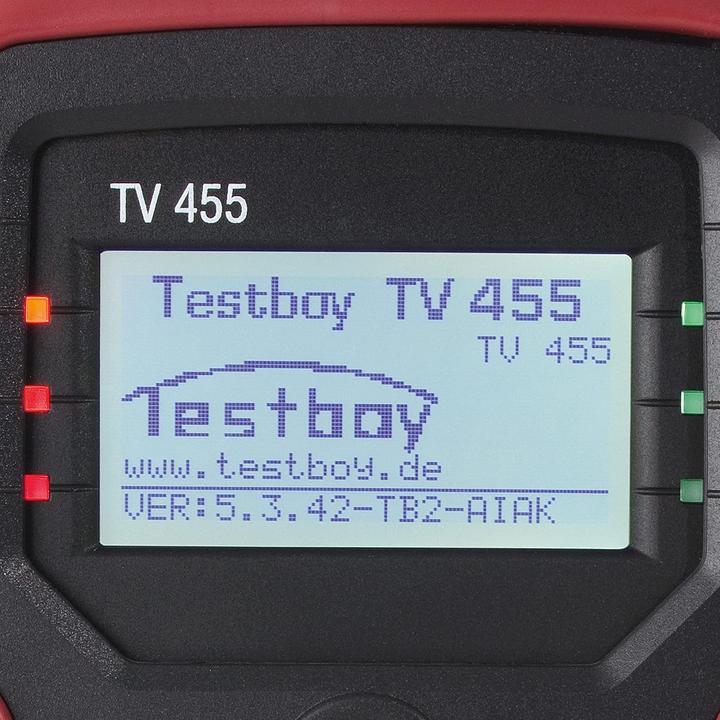 TV 455
Testboy TV 455
TV 455
Testboy
www.testboy.de
VER:5.3.42-TB2-AIAK